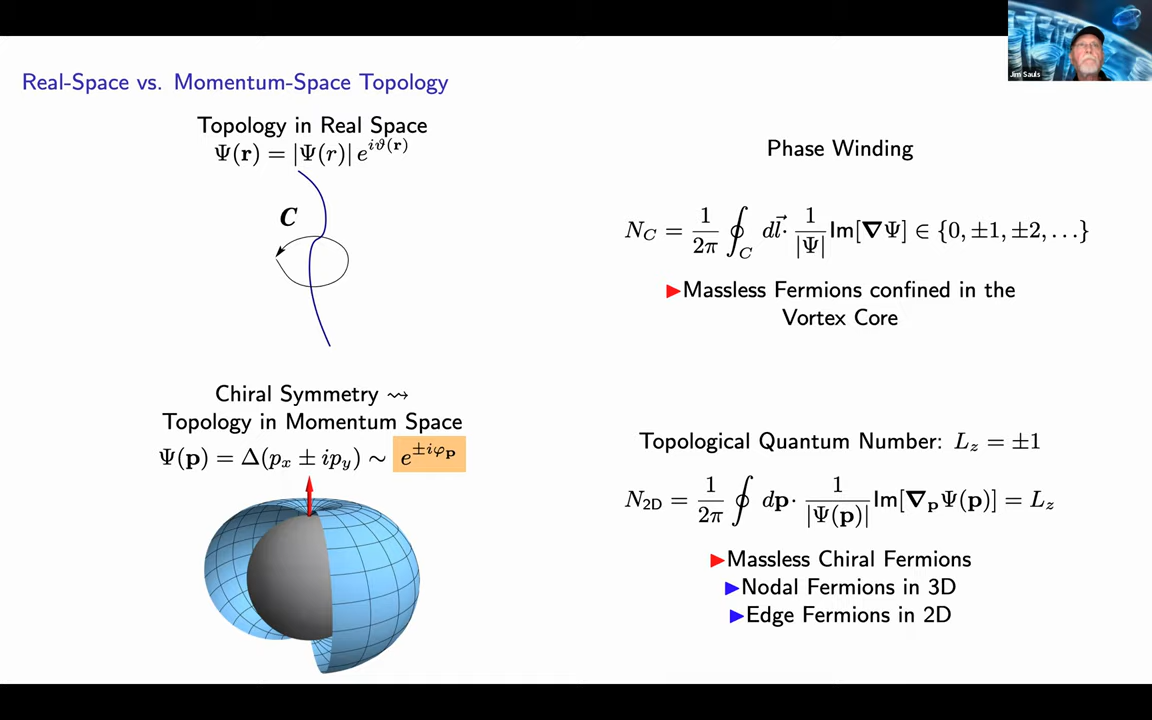 Real-Space vs. Momentum-Space Topology
Jim Sauls
Topology in Real Space
Ψ(r) = |Ψ(r)| e^{iϑ(r)}
C
Phase Winding
N_C = 1/2π ∮_C dl⃗· 1/|Ψ| Im[∇Ψ] ∈ {0, ±1, ±2, ...}
▶Massless Fermions confined in the
Vortex Core
Chiral Symmetry ⇝
Topology in Momentum Space
Ψ(p) = Δ(p_x ± ip_y) ∼ e^{±iφ_p}
Topological Quantum Number: L_z = ±1
N_2D = 1/2π ∮ dp· 1/|Ψ(p)| Im[∇_pΨ(p)] = L_z
▶Massless Chiral Fermions
▶Nodal Fermions in 3D
▶Edge Fermions in 2D